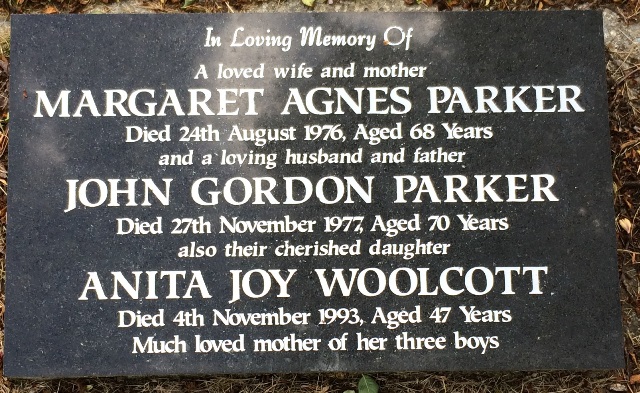 In Loving Memory Of
A loved wife and mother
MARGARET AGNES PARKER
Died 24th August 1976, Aged 68 Years
and a loving husband and father
JOHN GORDON PARKER
Died 27th November 1977, Aged 70 Years
also their cherished daughter
ANITA JOY WOOLCOTT
Died 4th November 1993, Aged 47 Years
Much loved mother of her three boys